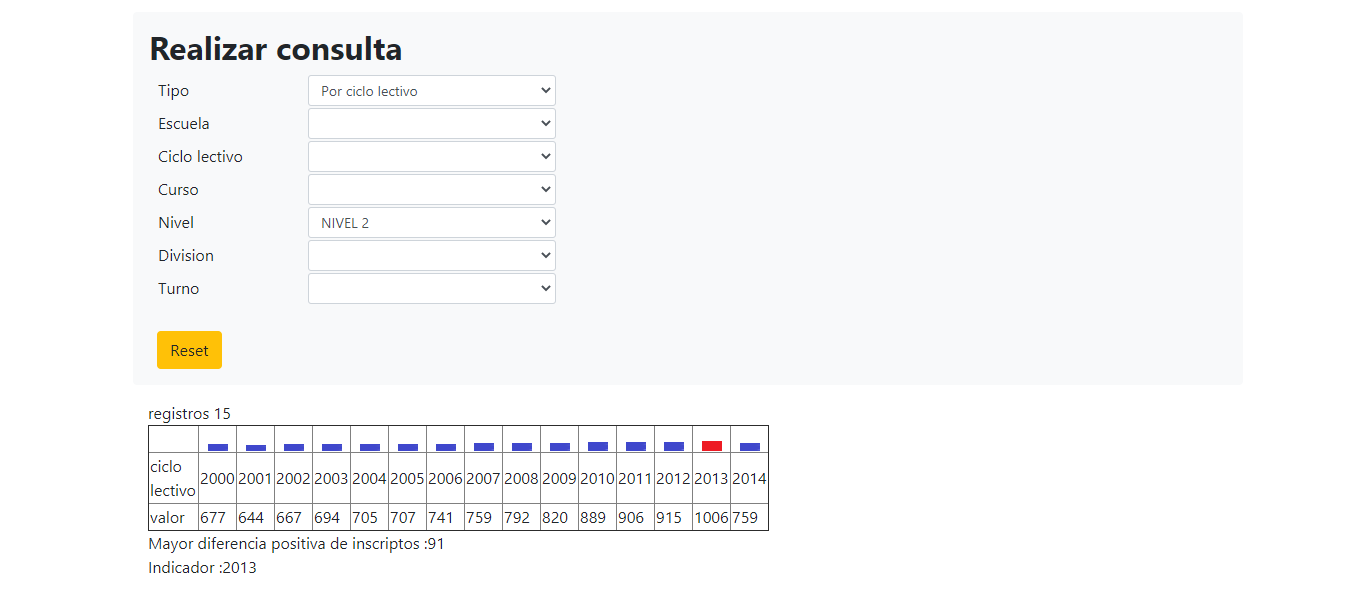 Realizar consulta
Tipo Por ciclo lectivo
Escuela
Ciclo lectivo
Curso
Nivel NIVEL 2
Division
Turno
Reset
registros 15
ciclo lectivo 2000 2001 2002 2003 2004 2005 2006 2007 2008 2009 2010 2011 2012 2013 2014
valor 677 644 667 694 705 707 741 759 792 820 889 906 915 1006 759
Mayor diferencia positiva de inscriptos :91
Indicador :2013